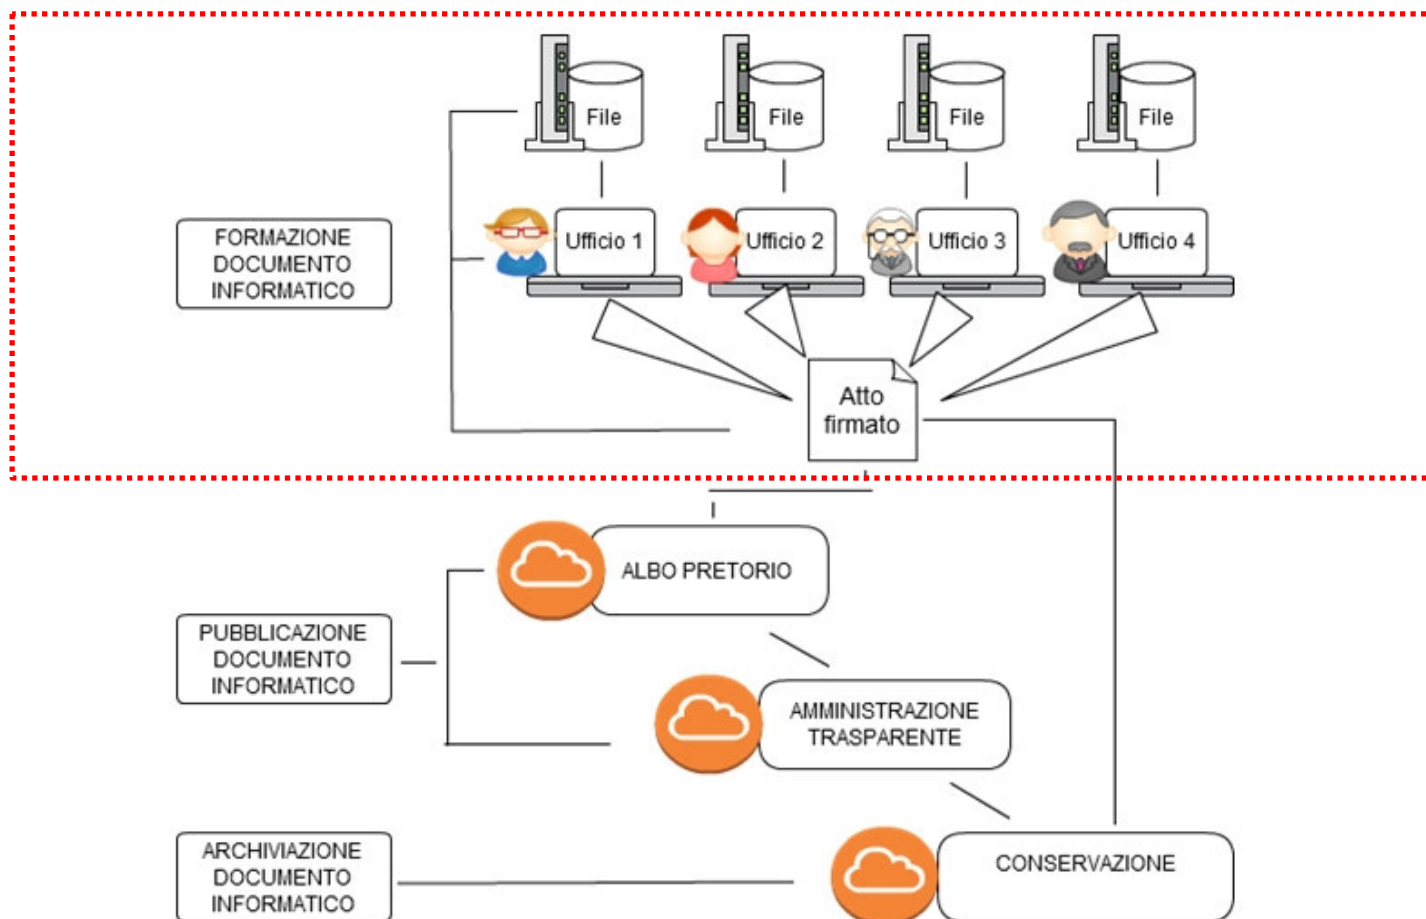 File
File
File
File
Ufficio 1
Ufficio 2
Ufficio 3
Ufficio 4
FORMAZIONE
DOCUMENTO
INFORMATICO
Atto
firmato
ALBO PRETORIO
PUBBLICAZIONE
DOCUMENTO
INFORMATICO
AMMINISTRAZIONE
TRASPARENTE
ARCHIVIAZIONE
DOCUMENTO
INFORMATICO
CONSERVAZIONE